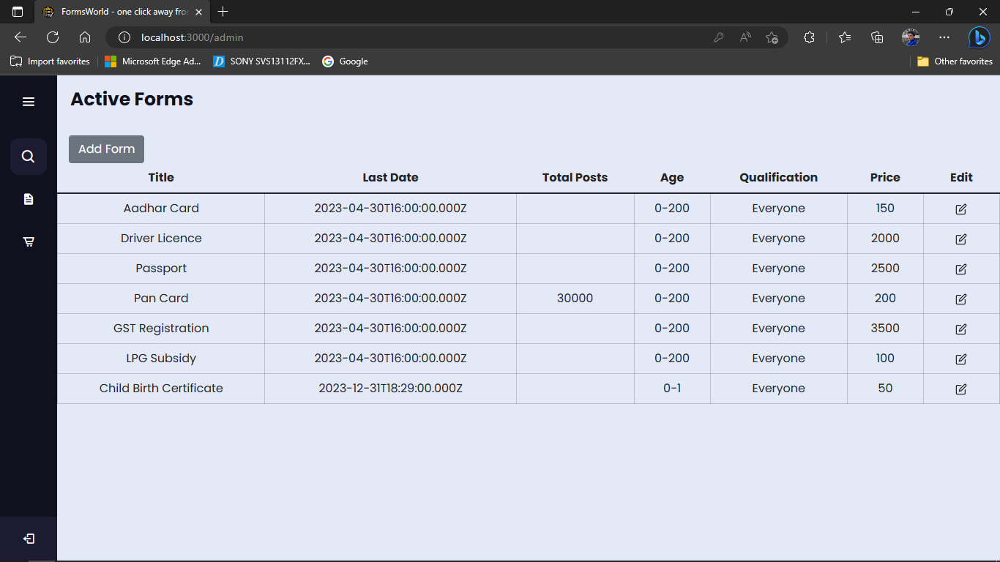 FormsWorld - one click away fro
localhost:3000/admin
Import favorites Microsoft Edge Ad... SONY SVS13112FX... Google Other favorites
Active Forms
Add Form
Title Last Date Total Posts Age Qualification Price Edit
Aadhar Card 2023-04-30T16:00:00.000Z 0-200 Everyone 150
Driver Licence 2023-04-30T16:00:00.000Z 0-200 Everyone 2000
Passport 2023-04-30T16:00:00.000Z 0-200 Everyone 2500
Pan Card 2023-04-30T16:00:00.000Z 30000 0-200 Everyone 200
GST Registration 2023-04-30T16:00:00.000Z 0-200 Everyone 3500
LPG Subsidy 2023-04-30T16:00:00.000Z 0-200 Everyone 100
Child Birth Certificate 2023-12-31T18:29:00.000Z 0-1 Everyone 50